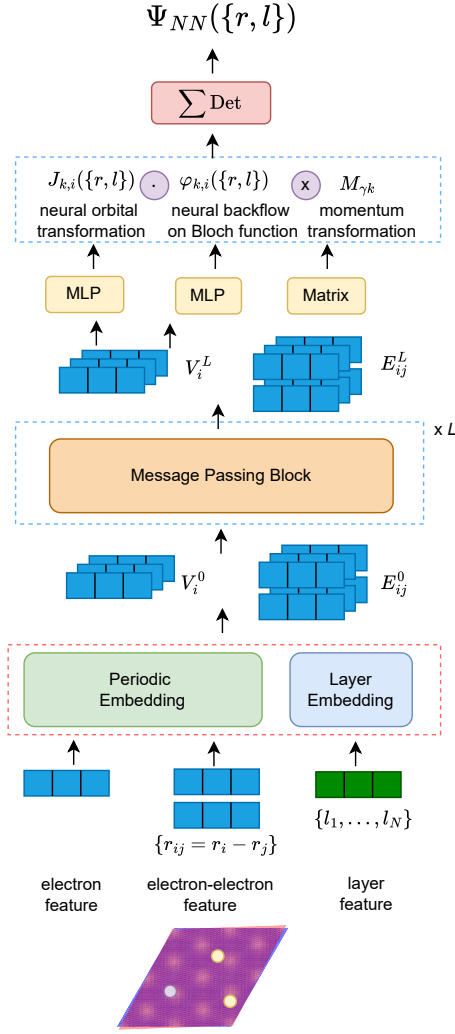 Ψ_{NN}({r, l})
∑ Det
J_{k,i}({r, l}) · φ_{k,i}({r, l}) x M_{γk}
neural orbital transformation
neural backflow on Bloch function
momentum transformation
MLP
MLP
Matrix
V_i^L
E_{ij}^L
x L
Message Passing Block
V_i^0
E_{ij}^0
Periodic
Embedding
Layer
Embedding
{r_{ij} = r_i − r_j}
{l_1, . . . , l_N}
electron
feature
electron-electron
feature
layer
feature